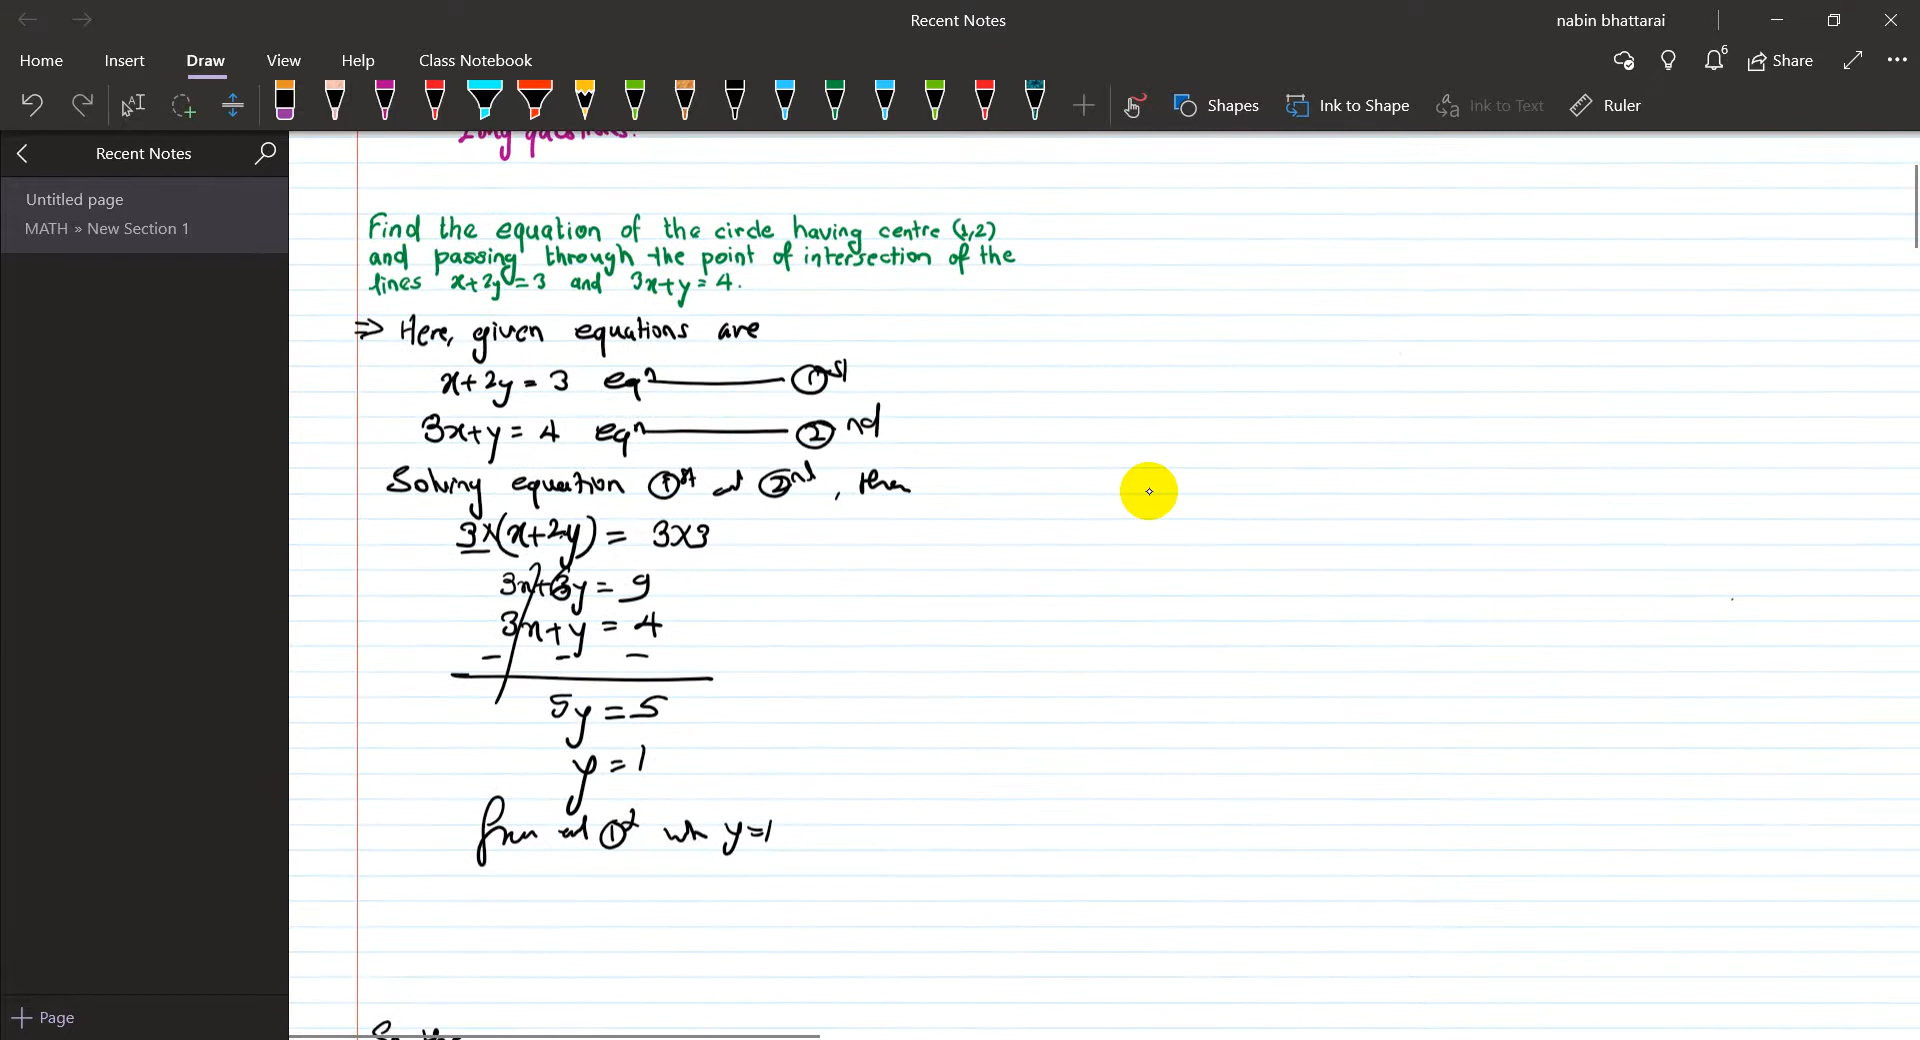 Recent Notes
nabin bhattarai
Home Insert Draw View Help Class Notebook
6
Share
Shapes Ink to Shape Ink to Text Ruler
Recent Notes
Untitled page
MATH » New Section 1
Page
Long questions.
Find the equation of the circle having centre (1,2)
and passing through the point of intersection of the
lines x+2y=3 and 3x+y=4.
⇒ Here, given equations are
x+2y = 3 eqn 1st
3x+y = 4 eqn 2nd
Solving equation 1st 2nd, then
3×(x+2y) = 3×3
3x+6y = 9
3x+y = 4
- - -
5y = 5
y = 1
from 1 y=1